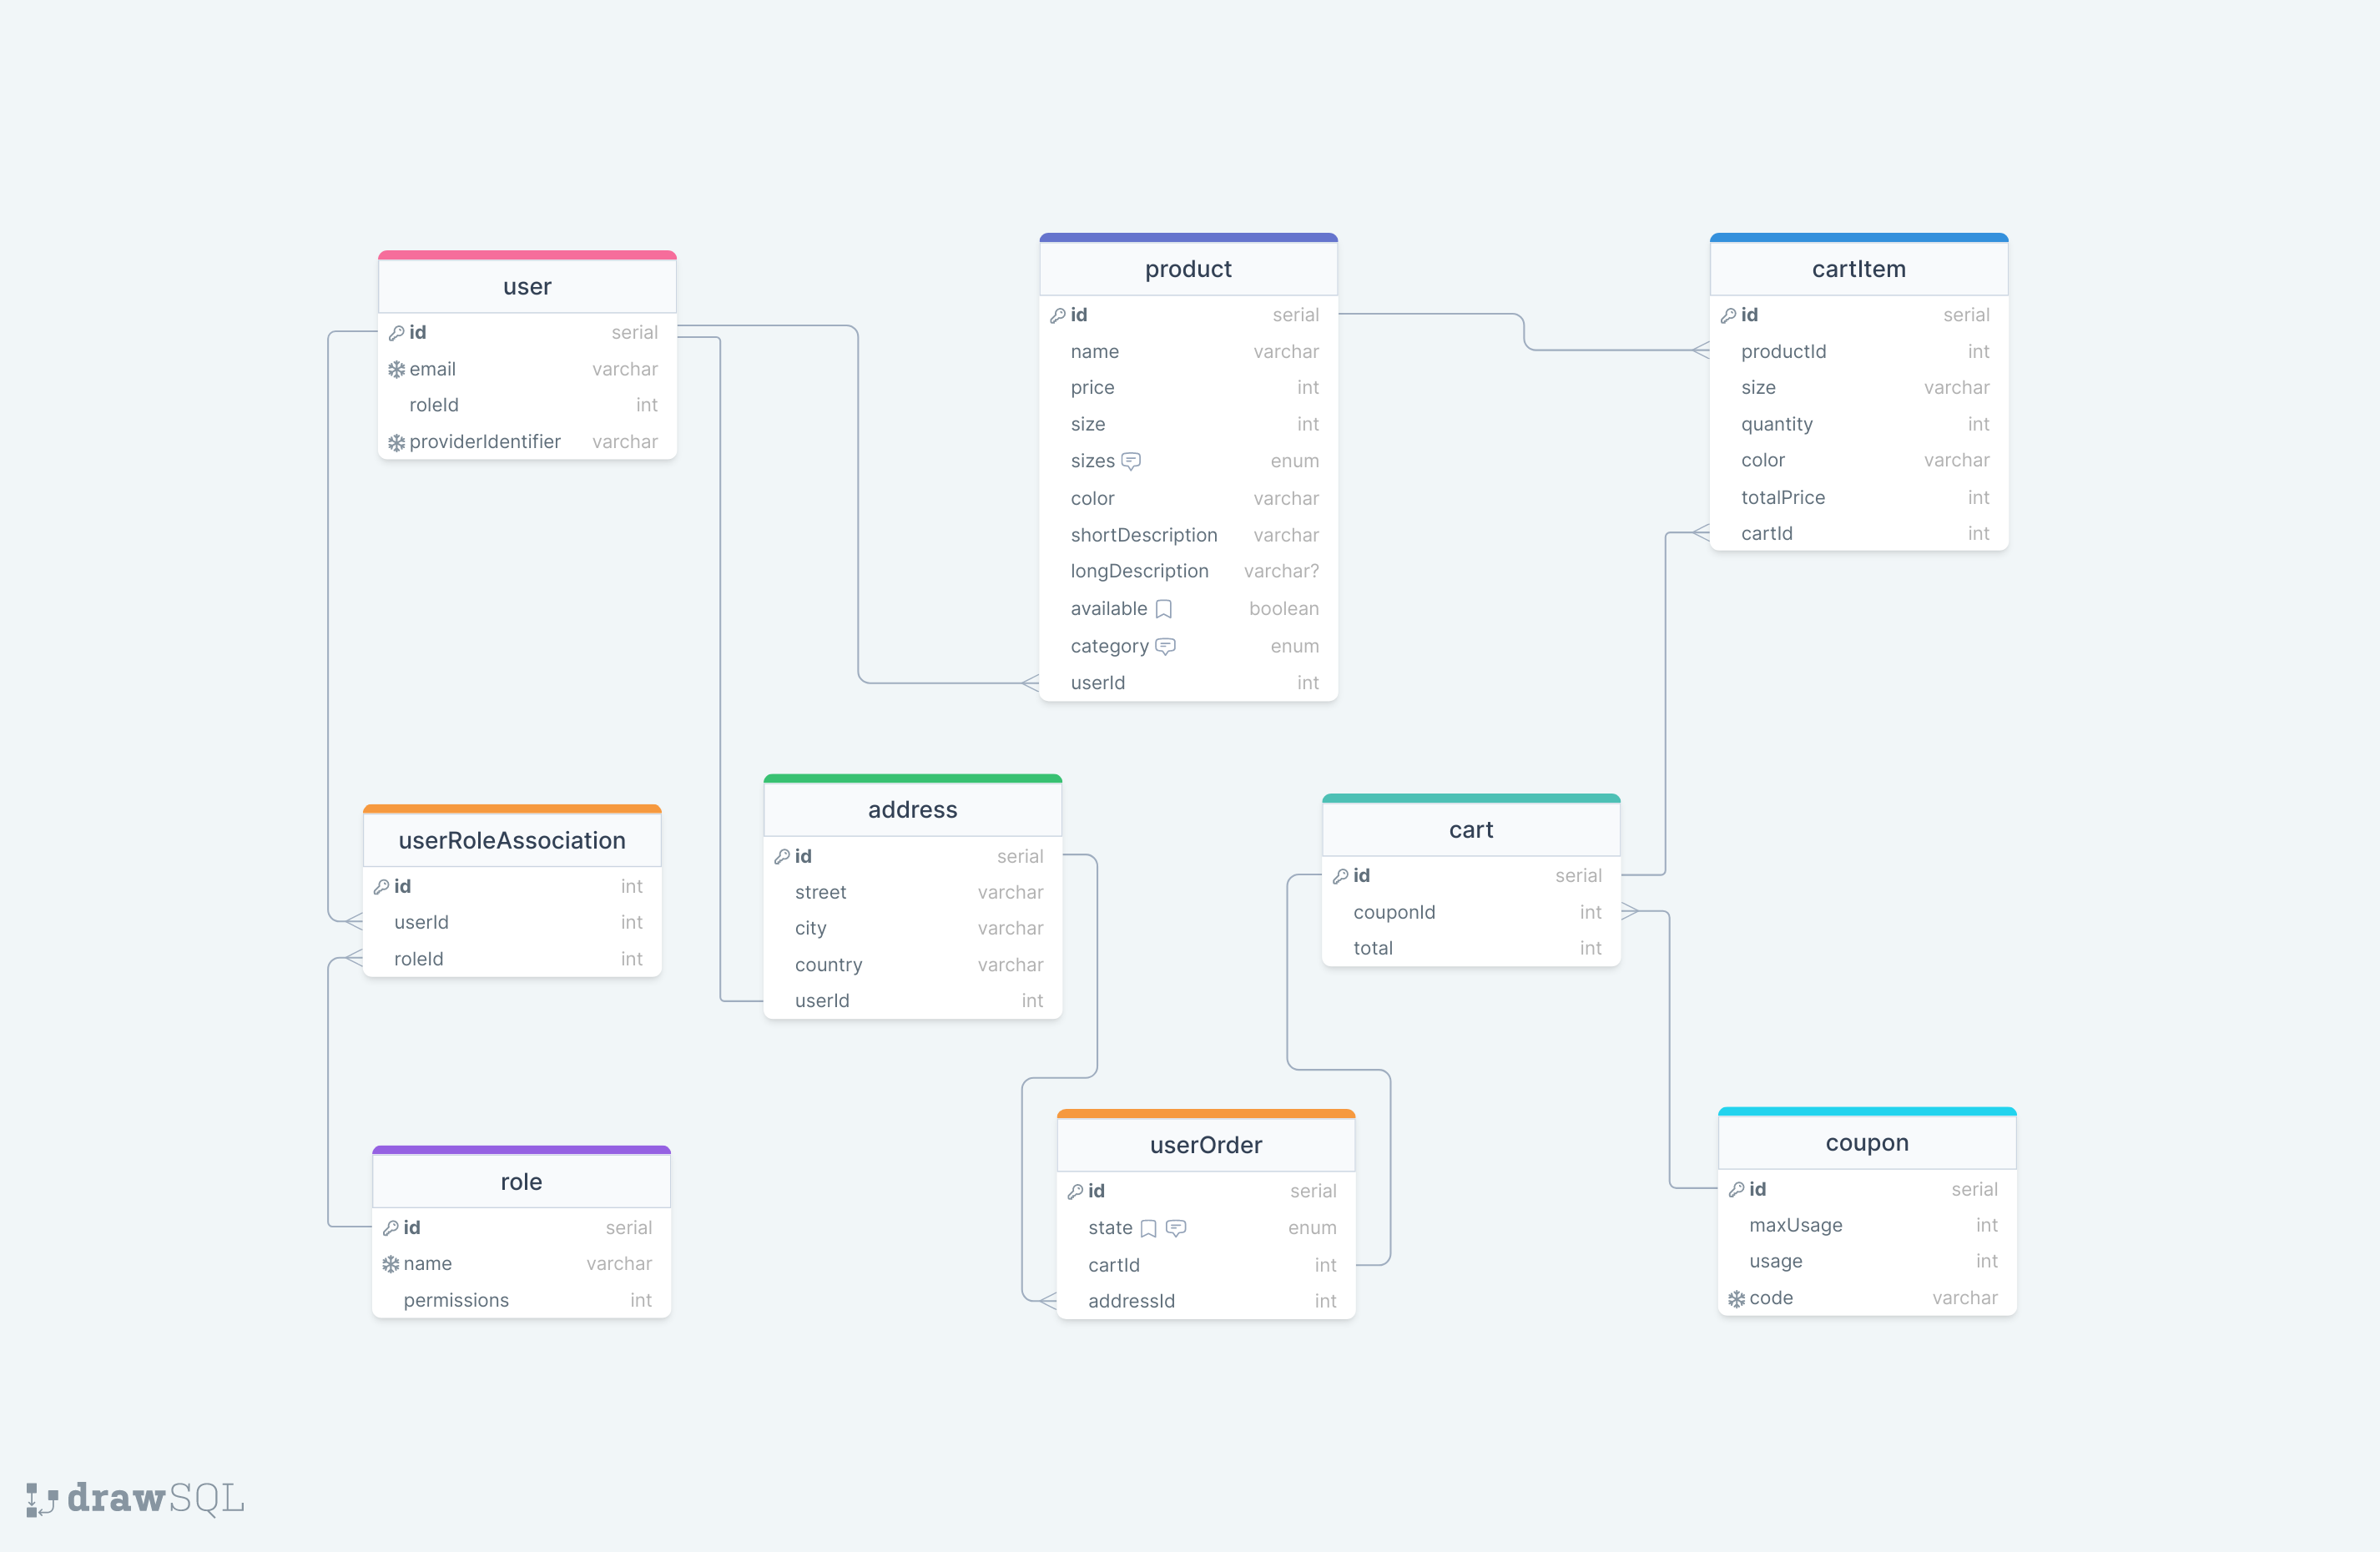 user
id serial
email varchar
roleId int
providerIdentifier varchar
product
id serial
name varchar
price int
size int
sizes enum
color varchar
shortDescription varchar
longDescription varchar?
available boolean
category enum
userId int
cartItem
id serial
productId int
size varchar
quantity int
color varchar
totalPrice int
cartId int
userRoleAssociation
id int
userId int
roleId int
address
id serial
street varchar
city varchar
country varchar
userId int
cart
id serial
couponId int
total int
role
id serial
name varchar
permissions int
userOrder
id serial
state enum
cartId int
addressId int
coupon
id serial
maxUsage int
usage int
code varchar
drawSQL